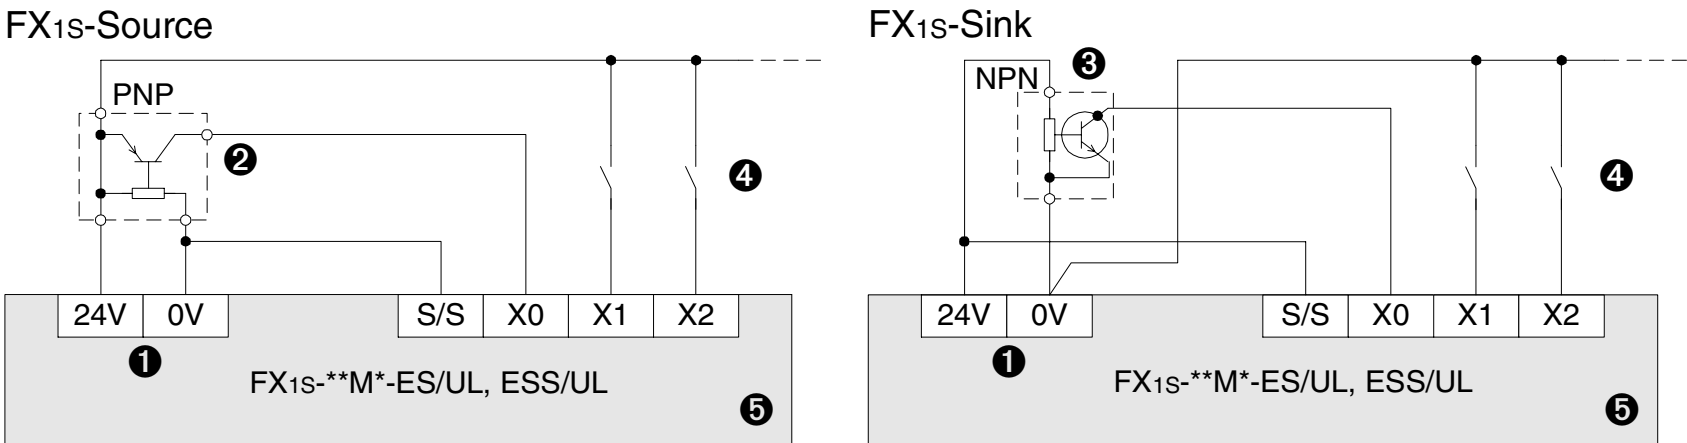 FX1S-Source
PNP
❷
❹
24V 0V S/S X0 X1 X2
❶
FX1S-**M*-ES/UL, ESS/UL
❺
FX1S-Sink
NPN
❸
❹
24V 0V S/S X0 X1 X2
❶
FX1S-**M*-ES/UL, ESS/UL
❺